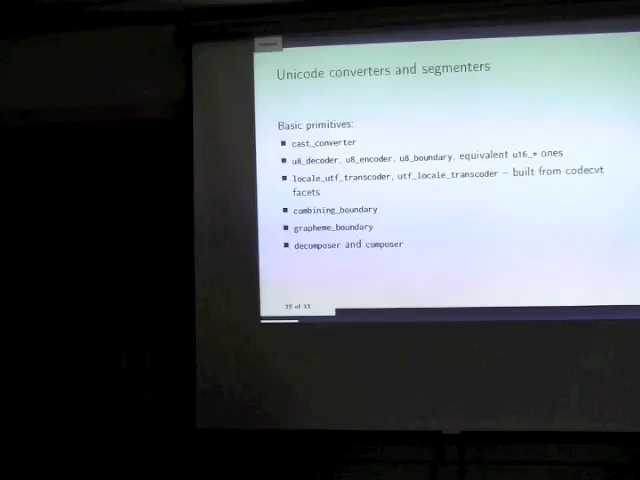 Unicode converters and segmenters
Basic primitives:
cast_converter
u8_decoder, u8_encoder, u8_boundary, equivalent u16_* ones
locale_utf_transcoder, utf_locale_transcoder – built from codecvt
facets
combining_boundary
grapheme_boundary
decomposer and composer
25 of 33